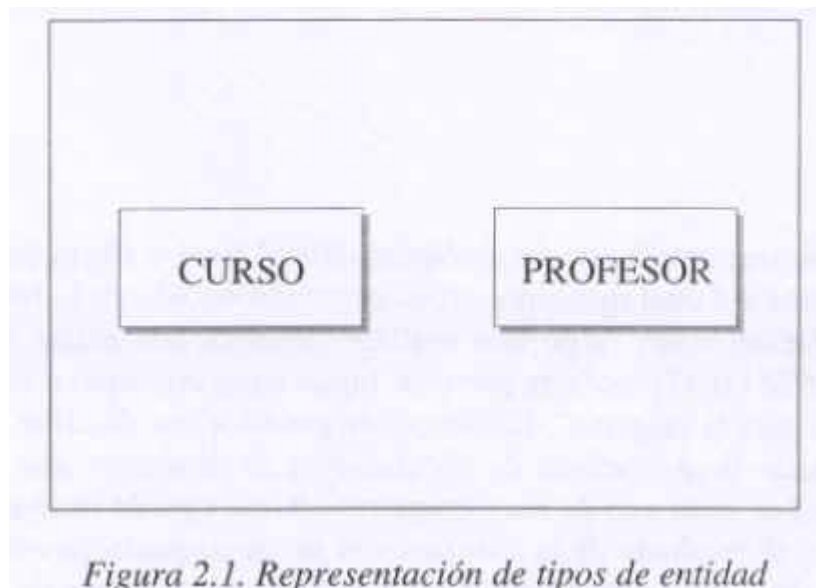 CURSO
PROFESOR
Figura 2.1. Representación de tipos de entidad